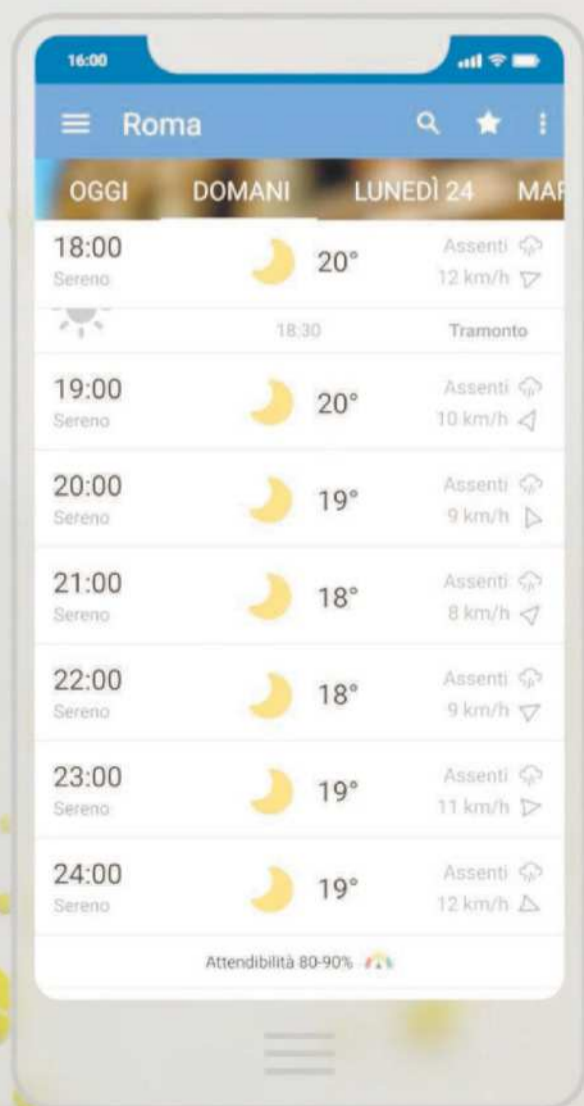 16:00
Roma
OGGI DOMANI LUNEDÌ 24 MAR
18:00 20° Assenti
Sereno 12 km/h
18:30 Tramonto
19:00 20° Assenti
Sereno 10 km/h
20:00 19° Assenti
Sereno 9 km/h
21:00 18° Assenti
Sereno 8 km/h
22:00 18° Assenti
Sereno 9 km/h
23:00 19° Assenti
Sereno 11 km/h
24:00 19° Assenti
Sereno 12 km/h
Attendibilità 80-90%